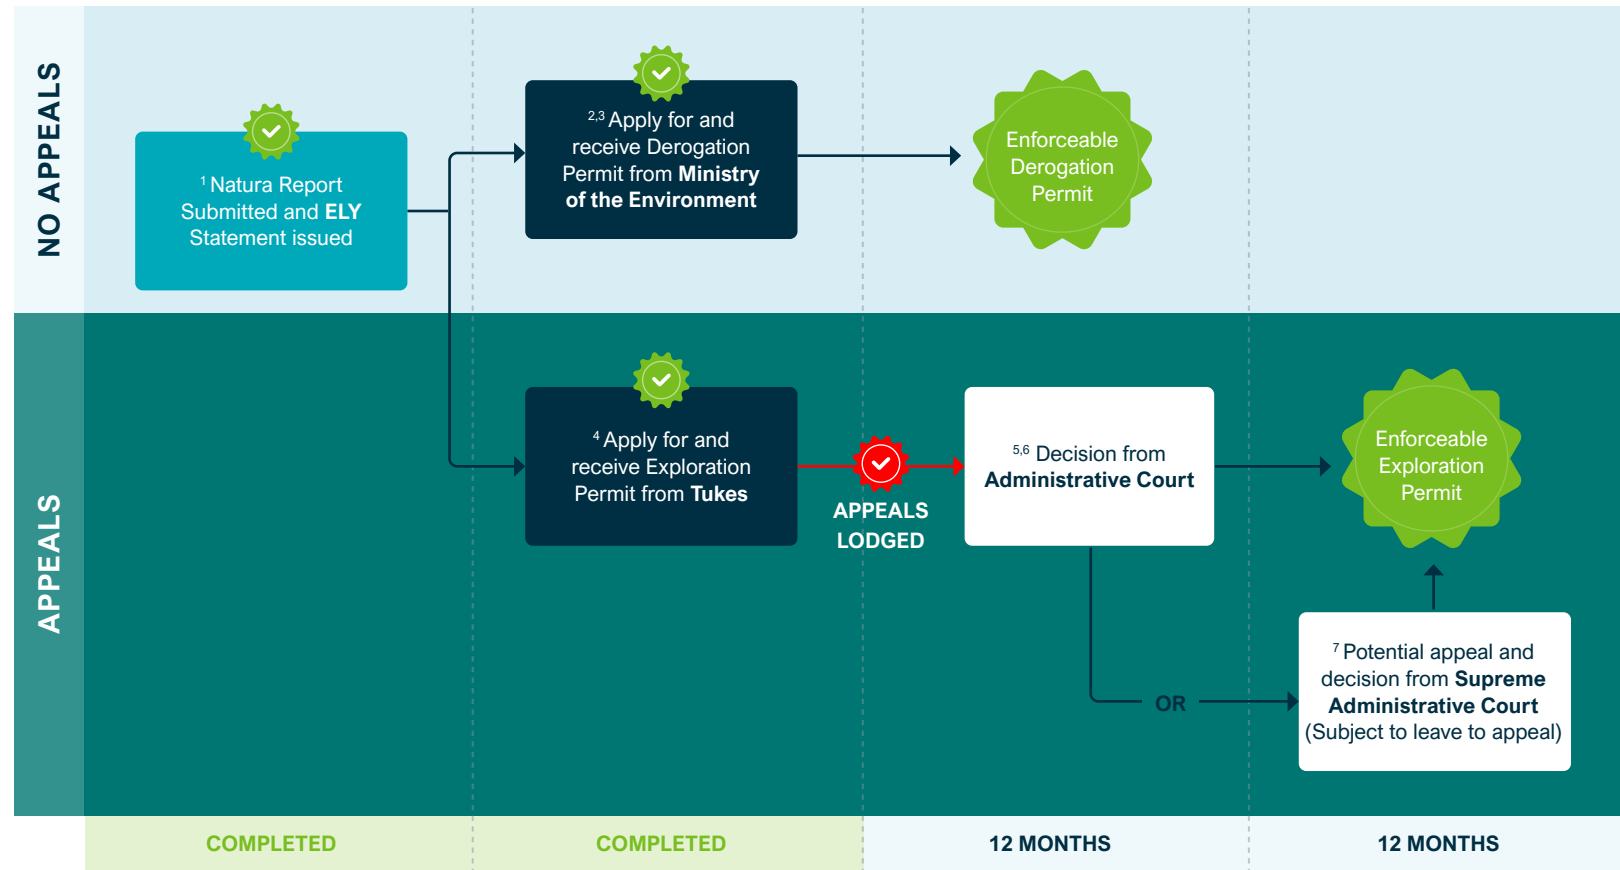 NO APPEALS
1 Natura Report
Submitted and ELY
Statement issued
2,3 Apply for and
receive Derogation
Permit from Ministry
of the Environment
Enforceable
Derogation
Permit
APPEALS
4 Apply for and
receive Exploration
Permit from Tukes
APPEALS
LODGED
5,6 Decision from
Administrative Court
Enforceable
Exploration
Permit
OR
7 Potential appeal and
decision from Supreme
Administrative Court
(Subject to leave to appeal)
COMPLETED
COMPLETED
12 MONTHS
12 MONTHS